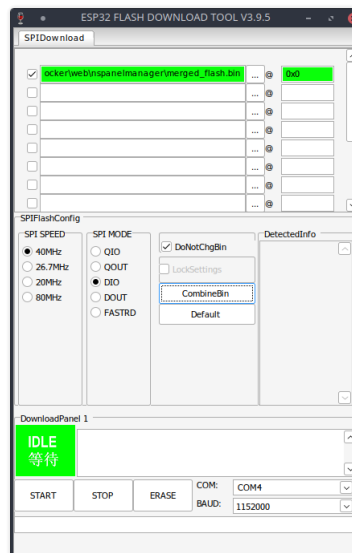 ESP32 FLASH DOWNLOAD TOOL V3.9.5
SPIDownload
ocker\web\nspanelmanager\merged_flash.bin ... @ 0x0
... @
... @
... @
... @
... @
... @
SPIFlashConfig
SPI SPEED
40MHz
26.7MHz
20MHz
80MHz
SPI MODE
QIO
QOUT
DIO
DOUT
FASTRD
DoNotChgBin
LockSettings
CombineBin
Default
DetectedInfo
DownloadPanel 1
IDLE
等待
START STOP ERASE
COM: COM4
BAUD: 1152000